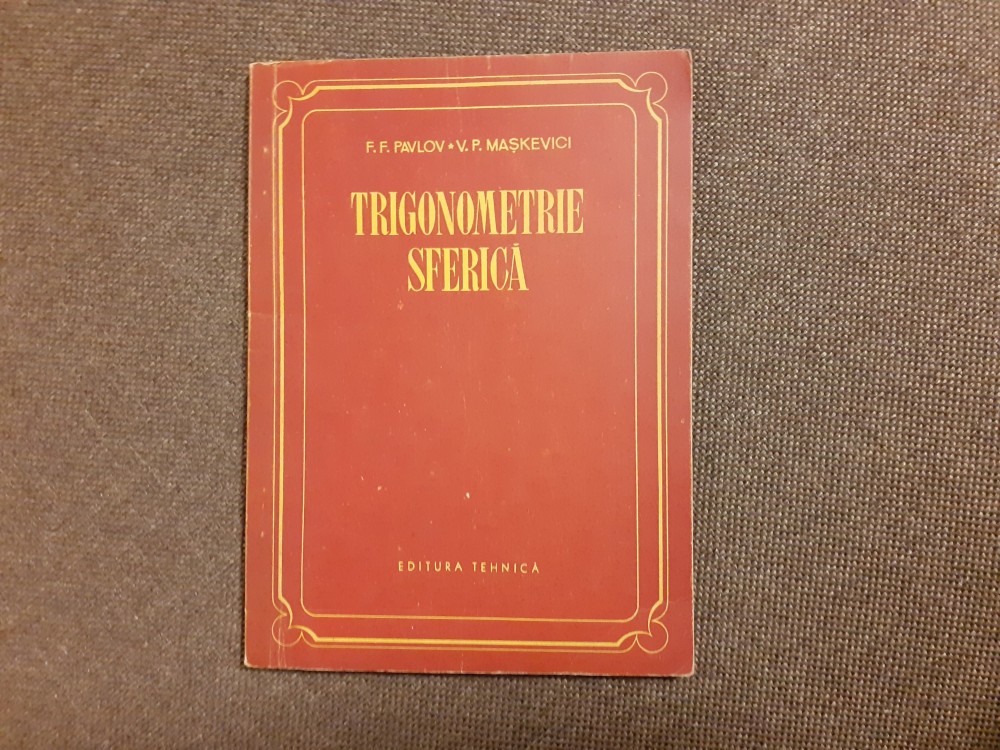 F. F. PAVLOV * V. P. MAȘKEVICI
TRIGONOMETRIE
SFERICĂ
EDITURA TEHNICĂ